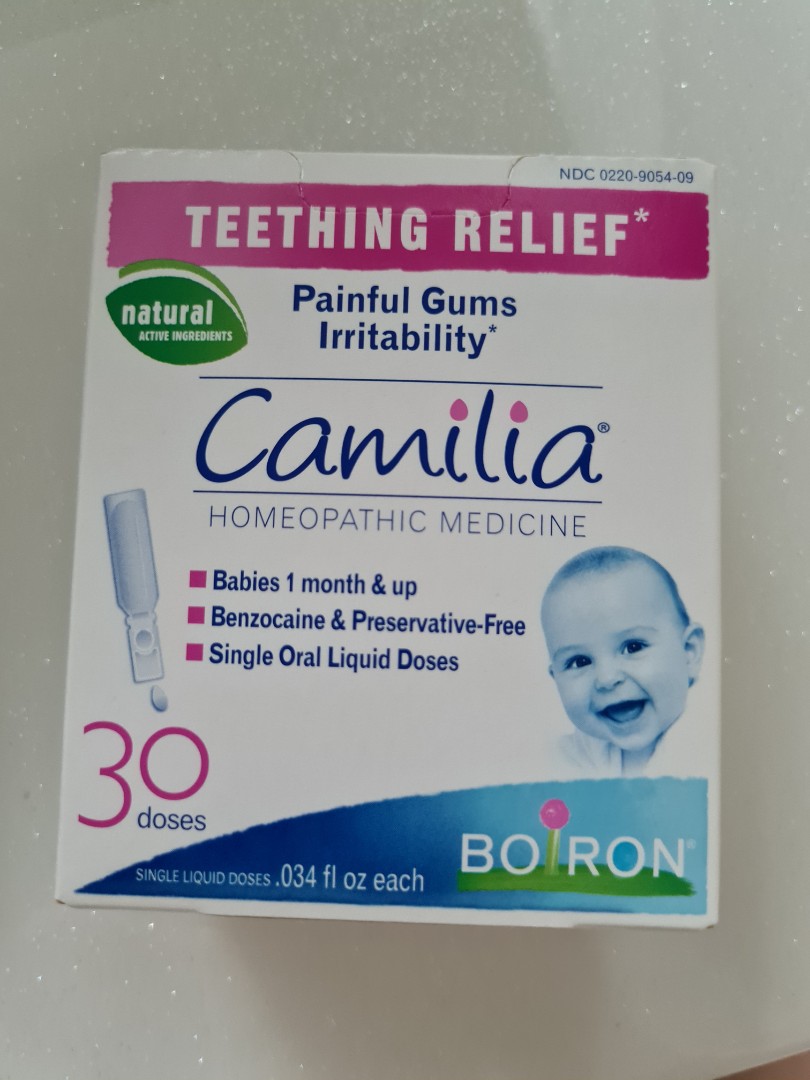 NDC 0220-9054-09
TEETHING RELIEF*
natural
ACTIVE INGREDIENTS
Painful Gums
Irritability*
Camilia®
HOMEOPATHIC MEDICINE
Babies 1 month & up
Benzocaine & Preservative-Free
Single Oral Liquid Doses
30
doses
SINGLE LIQUID DOSES .034 fl oz each
BOIRON®